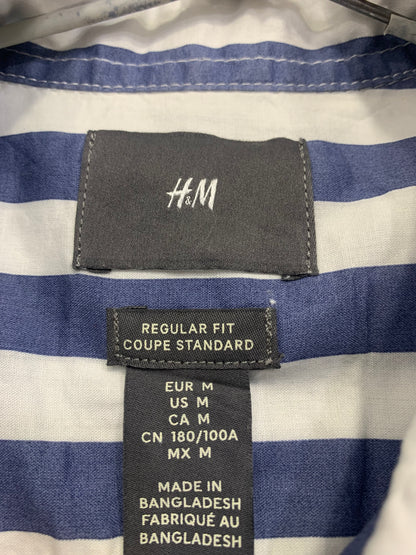 H&M
REGULAR FIT
COUPE STANDARD
EUR M
US M
CA M
CN 180/100A
MX M
MADE IN
BANGLADESH
FABRIQUÉ AU
BANGLADESH